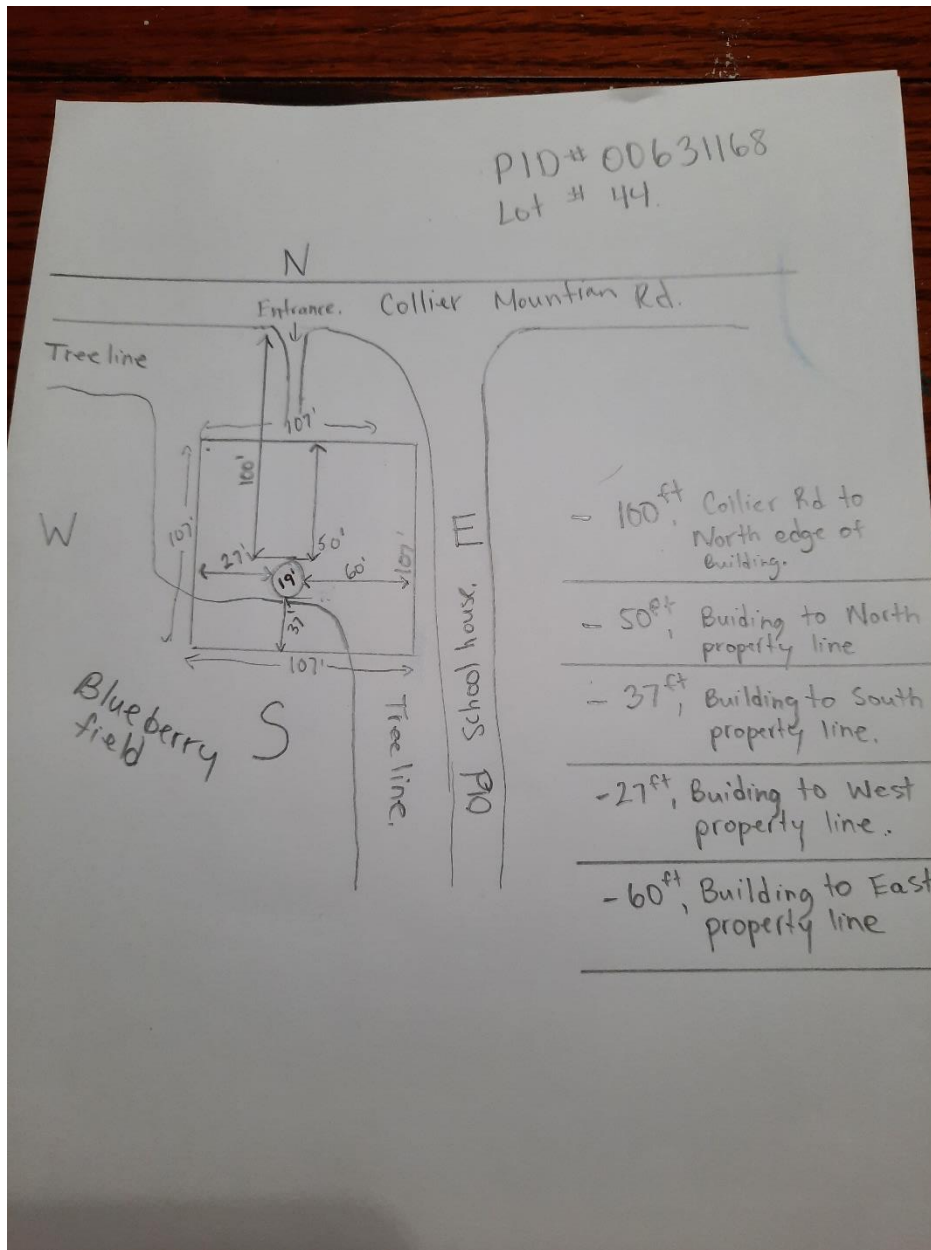 PID# 00631168
Lot # 44.
N
Entrance. Collier Mountian Rd.
Tree line
107'
100'
W
107'
27'
50'
19'
60'
107'
37'
107'
E
School house. RD
Blueberry
field
S
Tree line.
- 100ft, Collier Rd to
North edge of
Building.
- 50ft, Buiding to North
property line
- 37ft, Building to South
property line.
- 27ft, Buiding to West
property line.
- 60ft, Building to East
property line